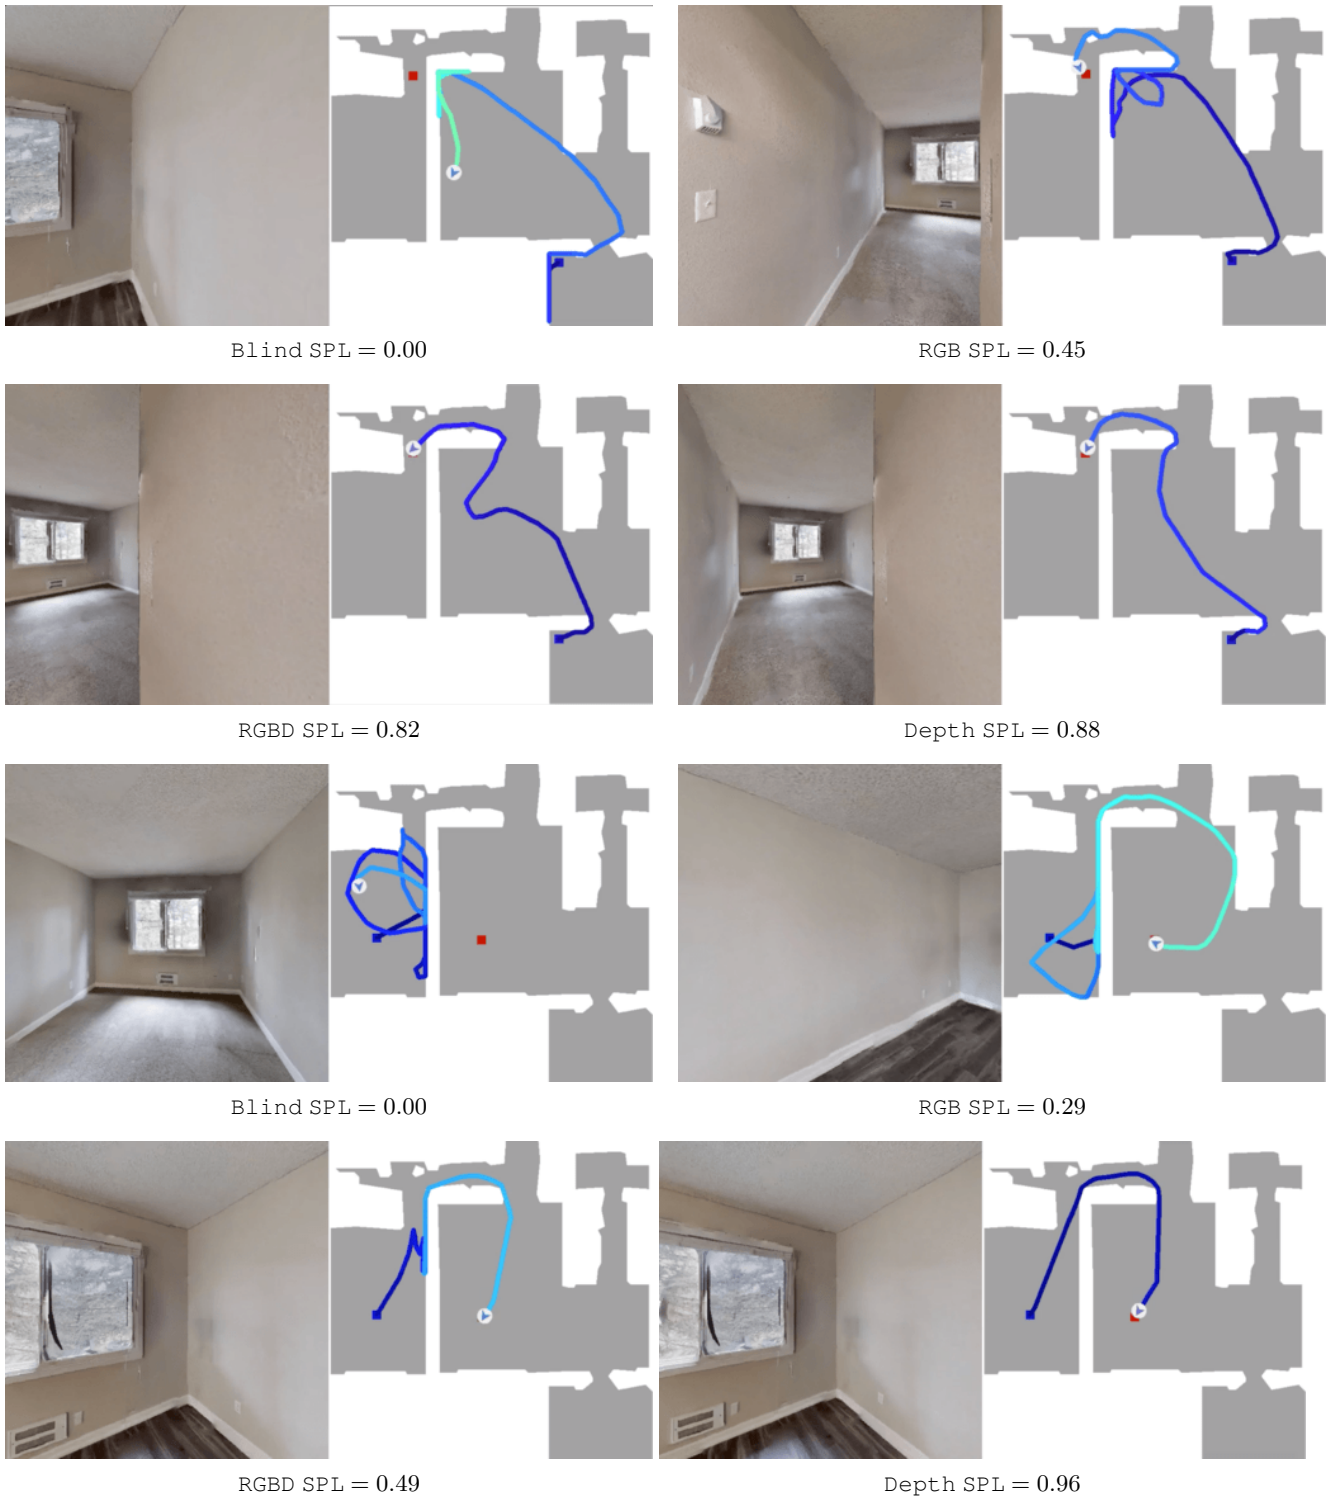 Blind SPL = 0.00
RGB SPL = 0.45
RGBD SPL = 0.82
Depth SPL = 0.88
Blind SPL = 0.00
RGB SPL = 0.29
RGBD SPL = 0.49
Depth SPL = 0.96